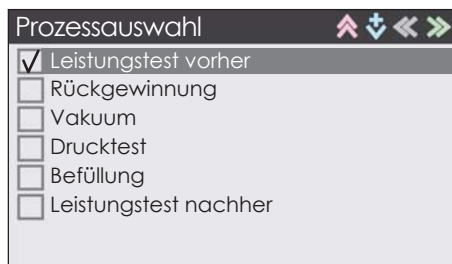 Prozessauswahl
Leistungstest vorher
Rückgewinnung
Vakuum
Drucktest
Befüllung
Leistungstest nachher